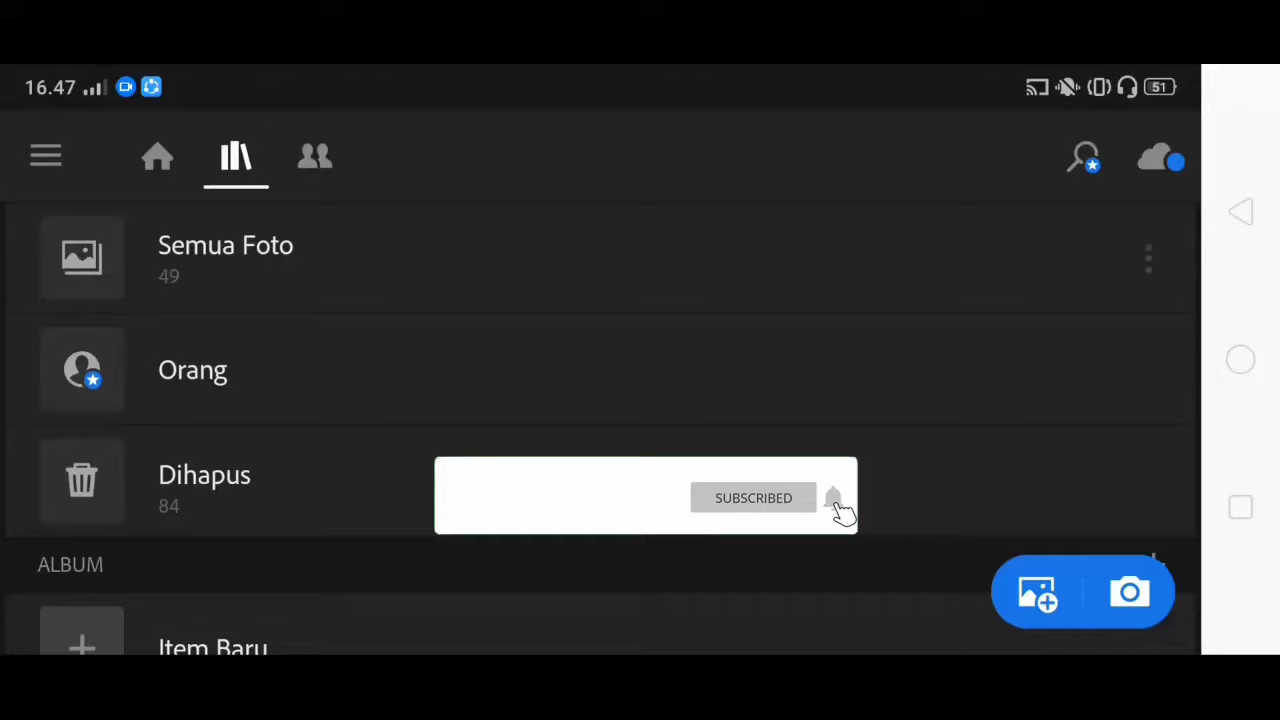 16.47
51
Semua Foto
49
Orang
Dihapus
84
SUBSCRIBED
ALBUM
Item Baru